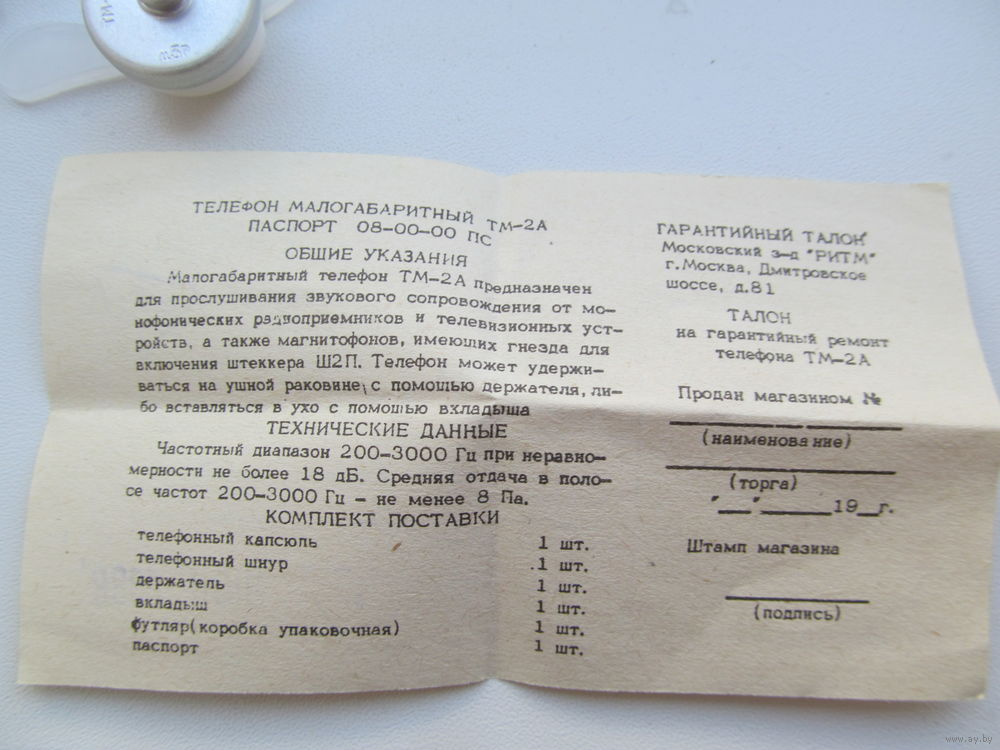 ТЕЛЕФОН МАЛОГАБАРИТНЫЙ ТМ-2А
ПАСПОРТ 08-00-00 ПС
ОБЩИЕ УКАЗАНИЯ
Малогабаритный телефон ТМ-2А предназначен
для прослушивания звукового сопровождения от мо-
нофонических радиоприемников и телевизионных уст-
ройств, а также магнитофонов, имеющих гнезда для
включения штеккера Ш2П. Телефон может удержи-
ваться на ушной раковине с помощью держателя, ли-
бо вставляться в ухо с помощью вкладыша
ТЕХНИЧЕСКИЕ ДАННЫЕ
Частотный диапазон 200-3000 Гц при неравно-
мерности не более 18 дБ. Средняя отдача в поло-
се частот 200-3000 Гц - не менее 8 Па.
КОМПЛЕКТ ПОСТАВКИ
телефонный капсюль 1 шт.
телефонный шнур 1 шт.
держатель 1 шт.
вкладыш 1 шт.
футляр(коробка упаковочная) 1 шт.
паспорт 1 шт.
ГАРАНТИЙНЫЙ ТАЛОН
Московский з-д "РИТМ"
г.Москва, Дмитровское
шоссе, д.81
ТАЛОН
на гарантийный ремонт
телефона ТМ-2А
Продан магазином №
(наименование)
(торга)
"__"______19__г.
Штамп магазина
(подпись)
www.ay.by